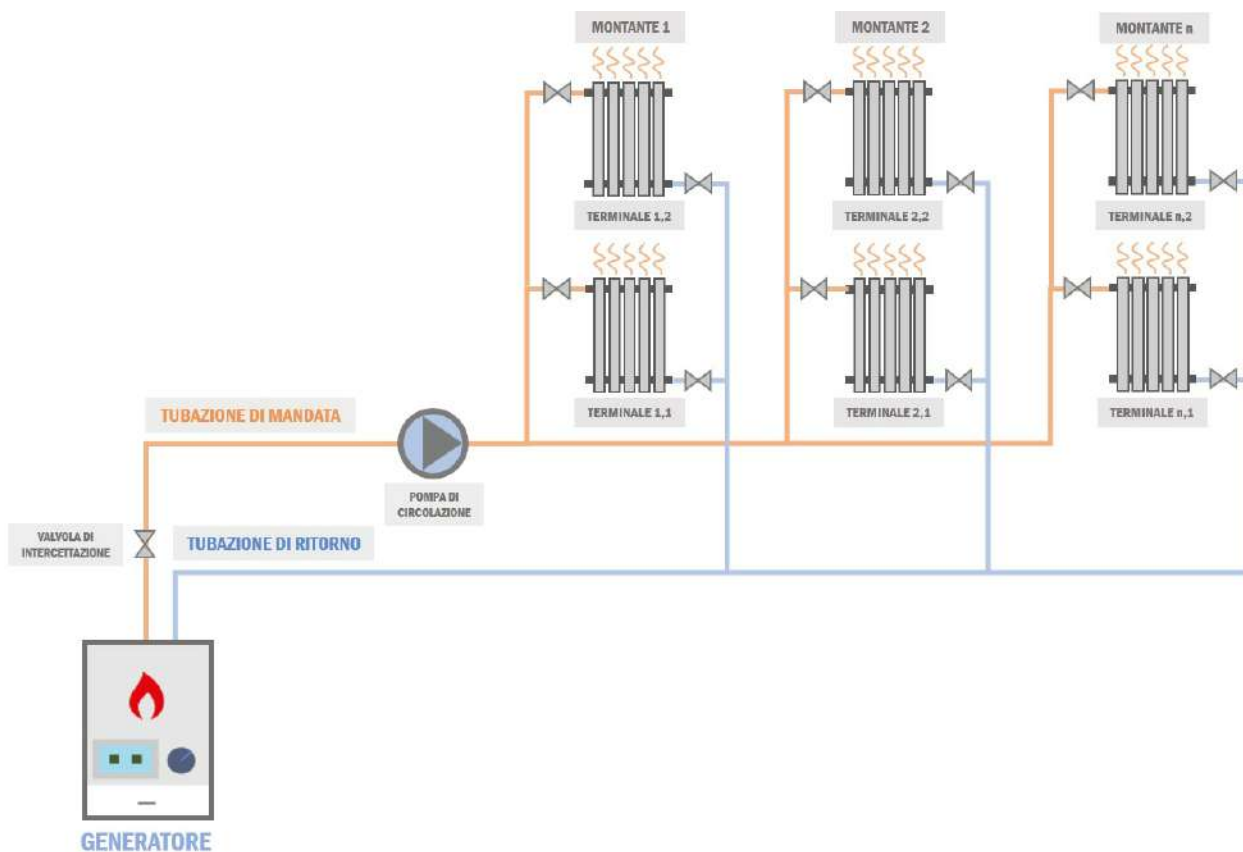 MONTANTE 1
MONTANTE 2
MONTANTE n
TERMINALE 1,2
TERMINALE 2,2
TERMINALE n,2
TERMINALE 1,1
TERMINALE 2,1
TERMINALE n,1
TUBAZIONE DI MANDATA
POMPA DI
CIRCOLAZIONE
VALVOLA DI
INTERCETTAZIONE
TUBAZIONE DI RITORNO
GENERATORE